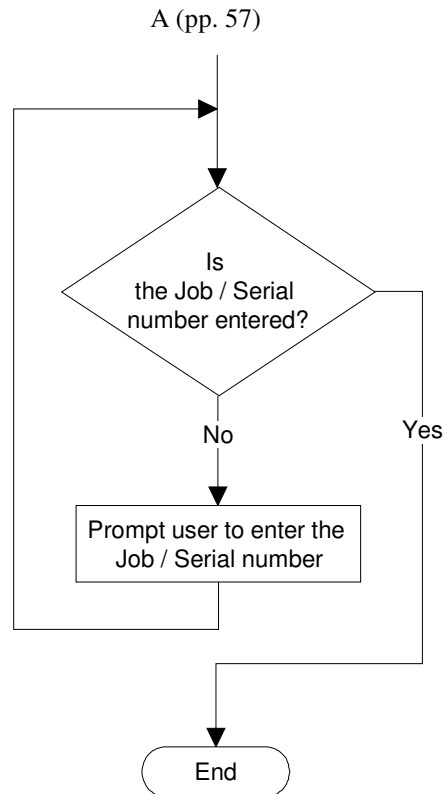 A (pp. 57)
Is
the Job / Serial
number entered?
No
Yes
Prompt user to enter the
Job / Serial number
End